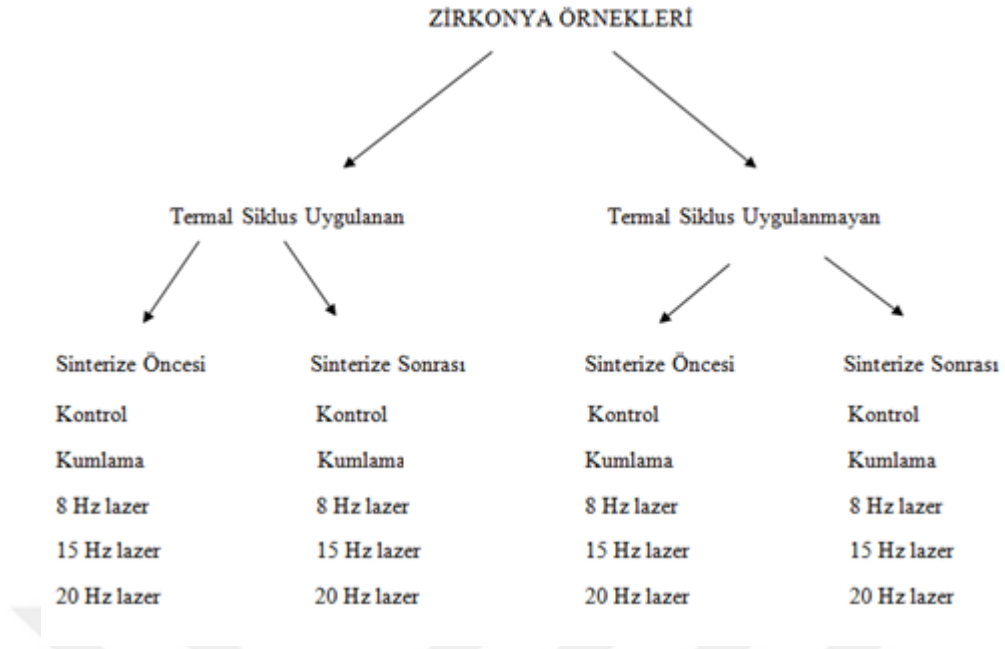 ZİRKONYA ÖRNEKLERİ
Termal Siklus Uygulanan Termal Siklus Uygulanmayan
Sinterize Öncesi Sinterize Sonrası Sinterize Öncesi Sinterize Sonrası
Kontrol Kontrol Kontrol Kontrol
Kumlama Kumlama Kumlama Kumlama
8 Hz lazer 8 Hz lazer 8 Hz lazer 8 Hz lazer
15 Hz lazer 15 Hz lazer 15 Hz lazer 15 Hz lazer
20 Hz lazer 20 Hz lazer 20 Hz lazer 20 Hz lazer